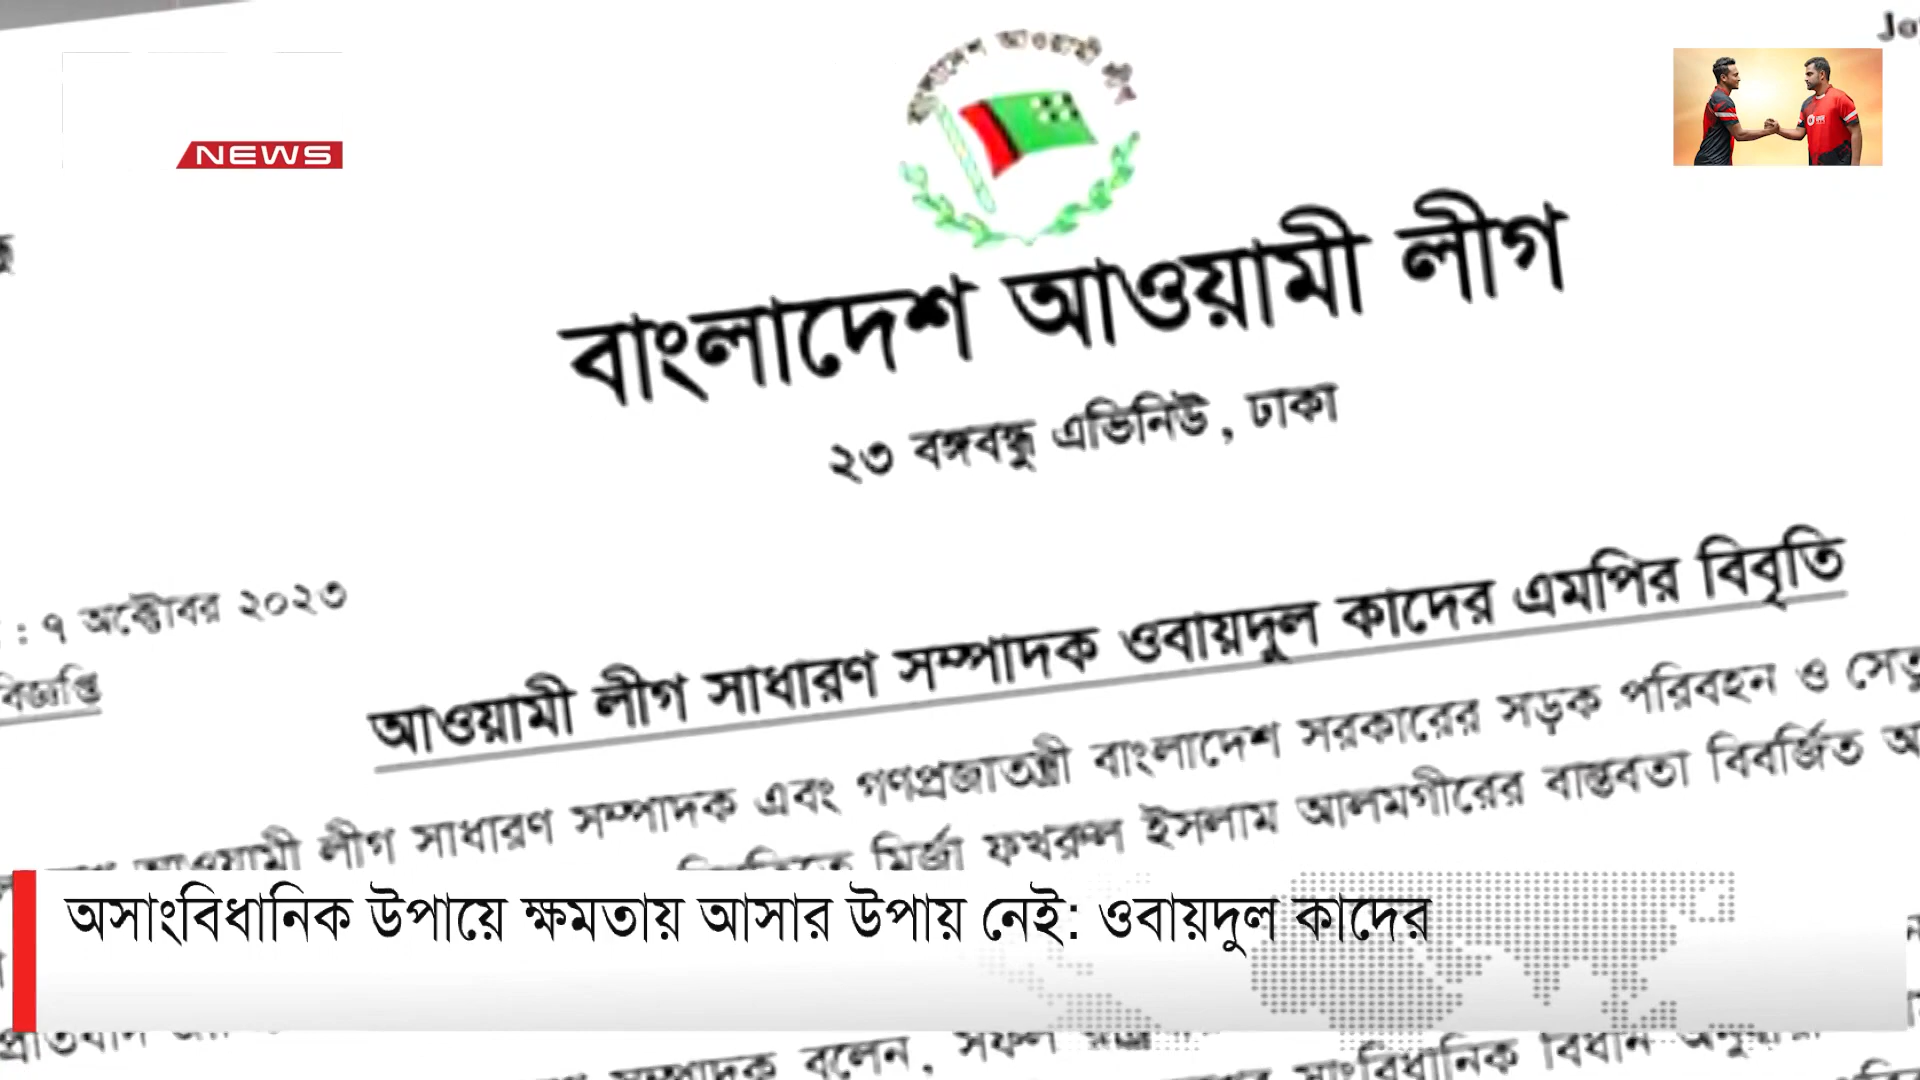 NEWS
বাংলাদেশ আওয়ামী লীগ
২৩ বঙ্গবন্ধু এভিনিউ, ঢাকা
: ৭ অক্টোবর ২০২৩
আওয়ামী লীগ সাধারণ সম্পাদক ওবায়দুল কাদের এমপির বিবৃতি
আওয়ামী লীগ সাধারণ সম্পাদক এবং গণপ্রজাতন্ত্রী বাংলাদেশ সরকারের সড়ক পরিবহন ও সেতু
মির্জা ফখরুল ইসলাম আলমগীরের বাস্তবতা বিবর্জিত
অসাংবিধানিক উপায়ে ক্ষমতায় আসার উপায় নেই: ওবায়দুল কাদের
সম্পাদক বলেন, সফল
সাংবিধানিক বিধান